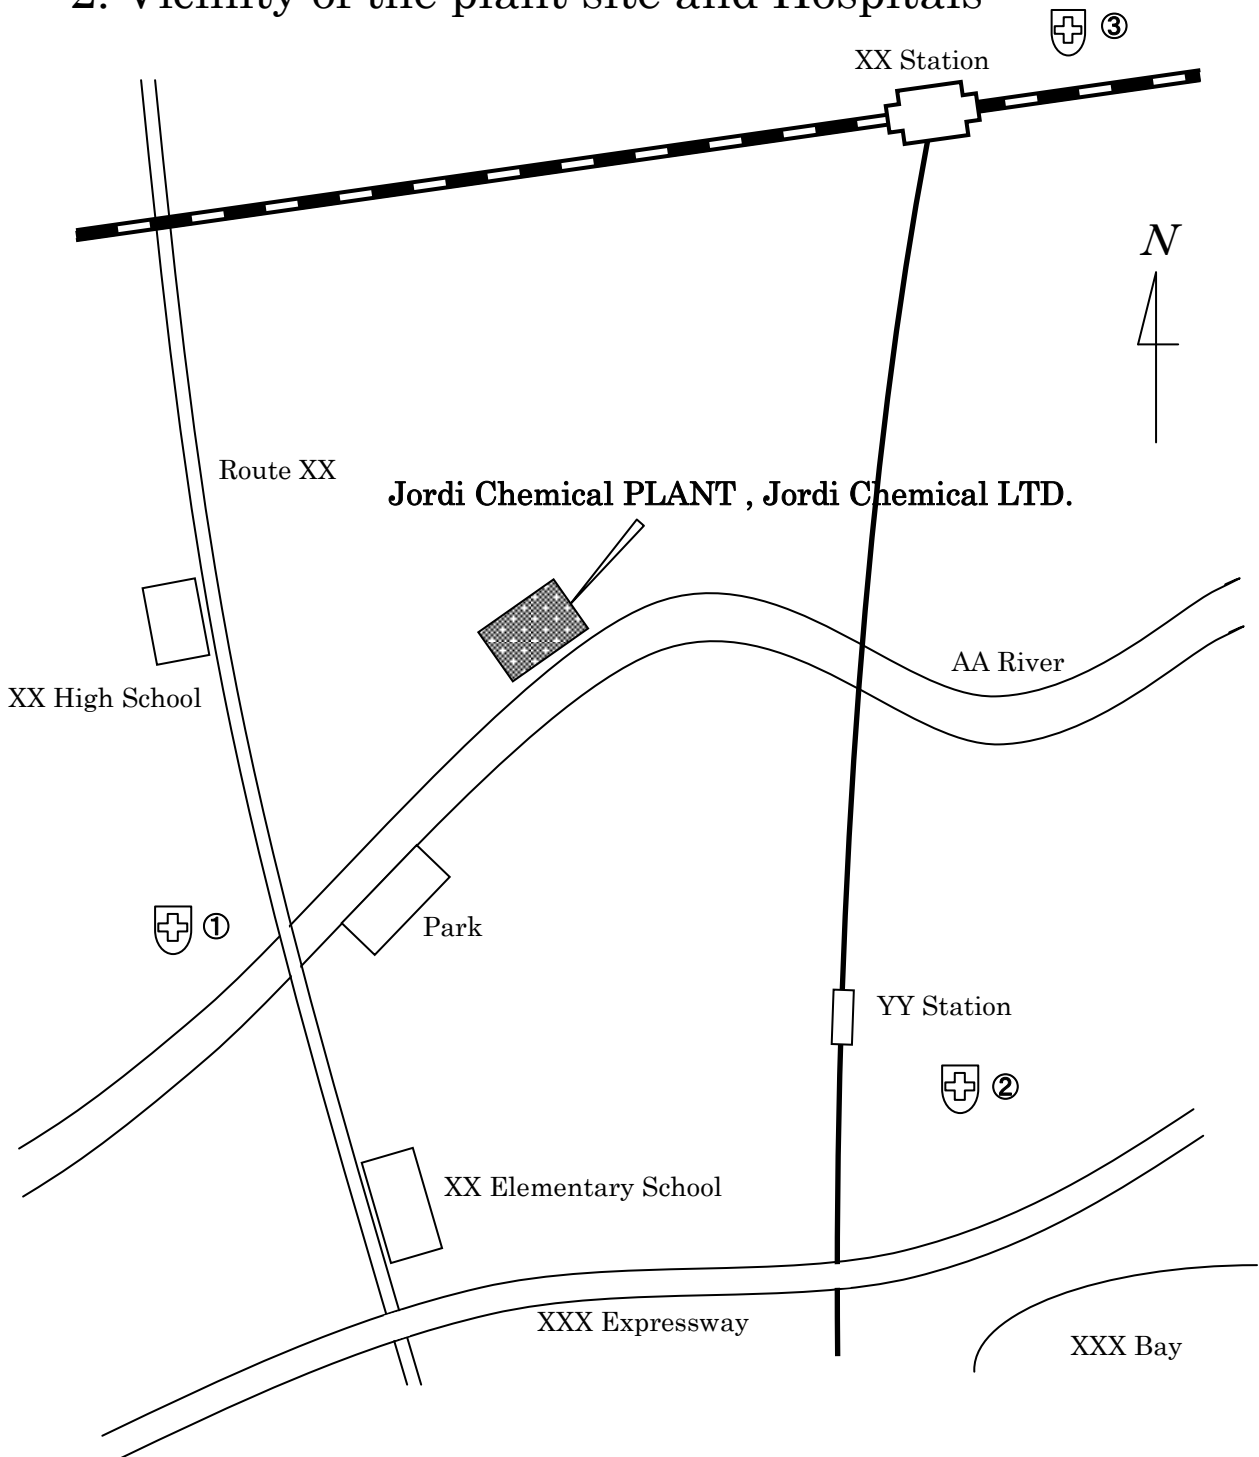 2. Vicinity of the plant site and Hospitals
③
XX Station
N
Route XX
Jordi Chemical PLANT , Jordi Chemical LTD.
AA River
XX High School
①
Park
YY Station
②
XX Elementary School
XXX Expressway
XXX Bay